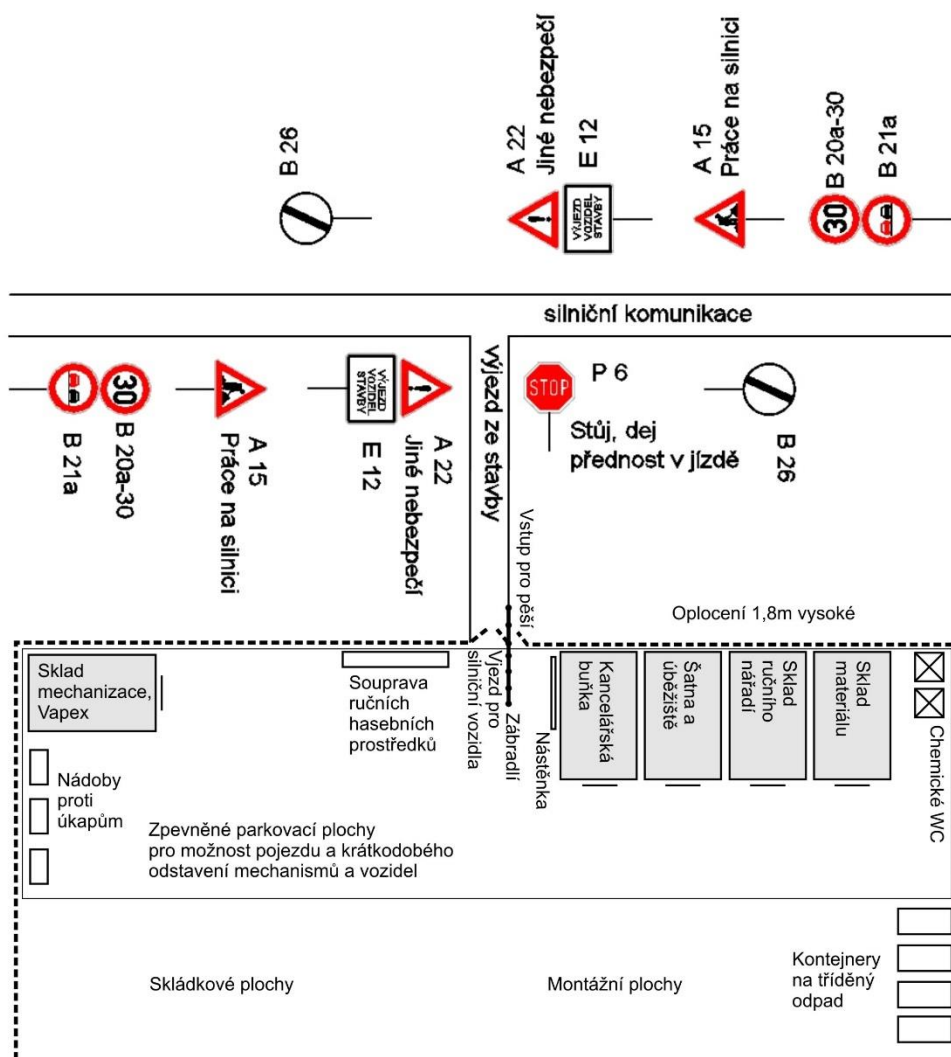 B 26
A 22
Jiné nebezpečí
E 12
VÝJEZD
VOZIDEL
STAVBY
A 15
Práce na silnici
B 20a-30
30
B 21a
silniční komunikace
výjezd ze stavby
B 21a
30
B 20a-30
A 15
Práce na silnici
VÝJEZD
VOZIDEL
STAVBY
E 12
A 22
Jiné nebezpečí
STOP
P 6
Stůj, dej
přednost v jízdě
B 26
Vstup pro pěší
Oplocení 1,8m vysoké
Sklad
mechanizace,
Vapex
Souprava
ručních
hasebních
prostředků
Vjezd pro
silniční vozidla
Zábradlí
Nástěnka
Kancelářská
buňka
Šatna a
úběžiště
Sklad
ručního
nářadí
Sklad
materiálu
Chemické WC
Nádoby
proti
úkapům
Zpevněné parkovací plochy
pro možnost pojezdu a krátkodobého
odstavení mechanismů a vozidel
Skládkové plochy
Montážní plochy
Kontejnery
na tříděný
odpad